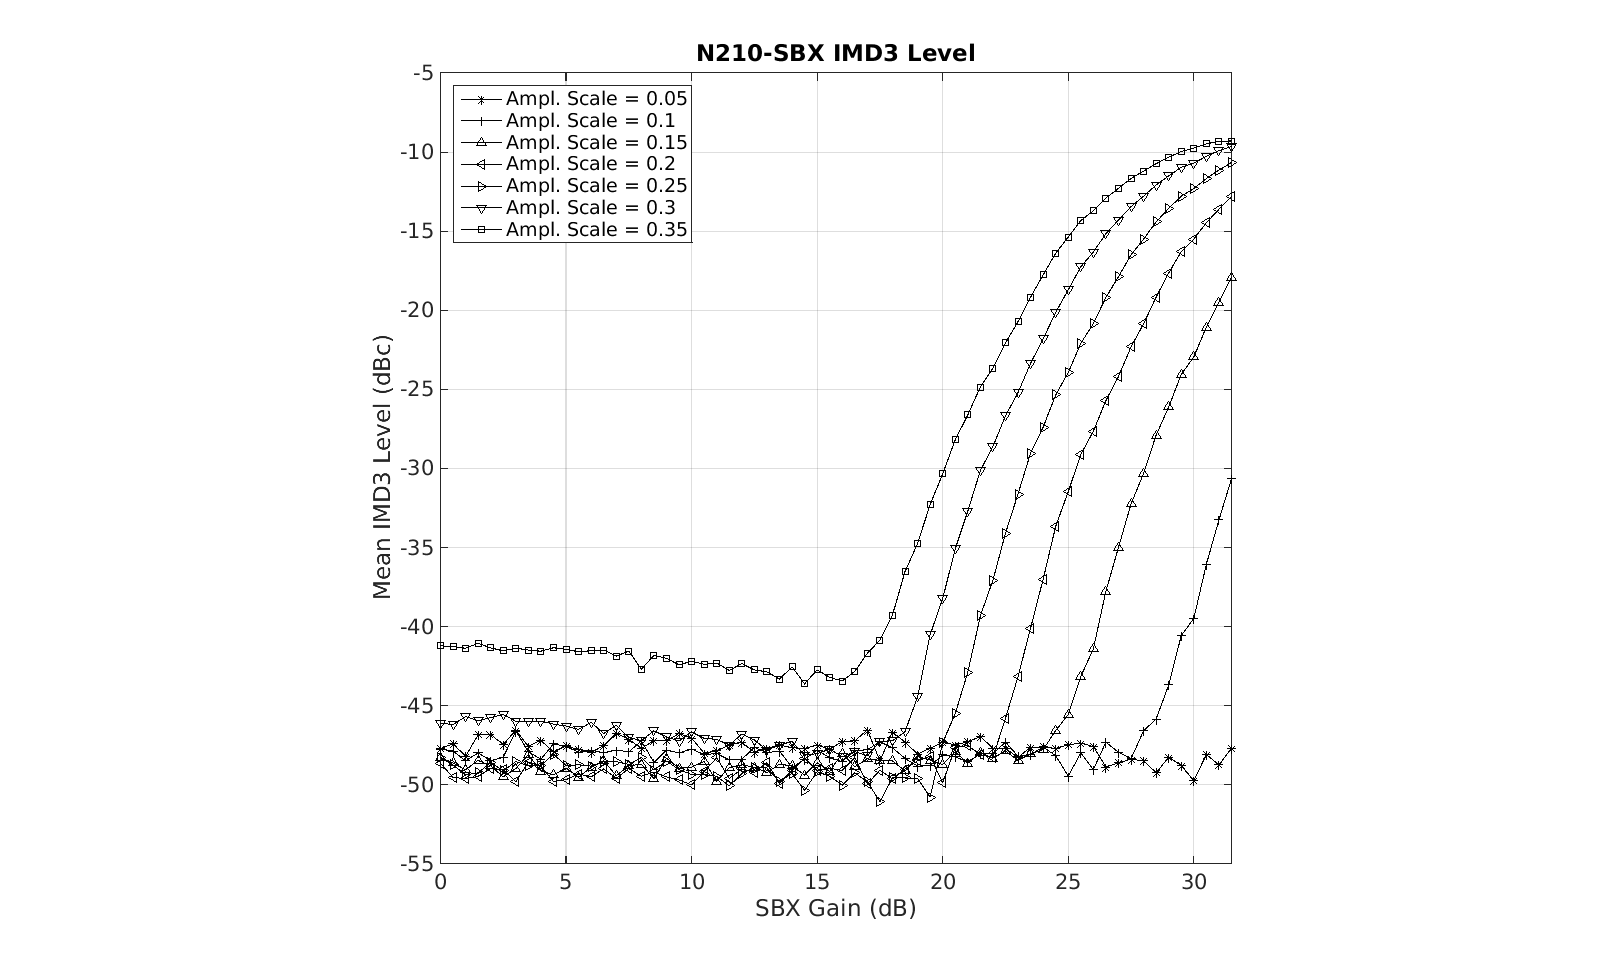 N210-SBX IMD3 Level
Ampl. Scale = 0.05
Ampl. Scale = 0.1
Ampl. Scale = 0.15
Ampl. Scale = 0.2
Ampl. Scale = 0.25
Ampl. Scale = 0.3
Ampl. Scale = 0.35
Mean IMD3 Level (dBc)
-5
-10
-15
-20
-25
-30
-35
-40
-45
-50
-55
0 5 10 15 20 25 30
SBX Gain (dB)